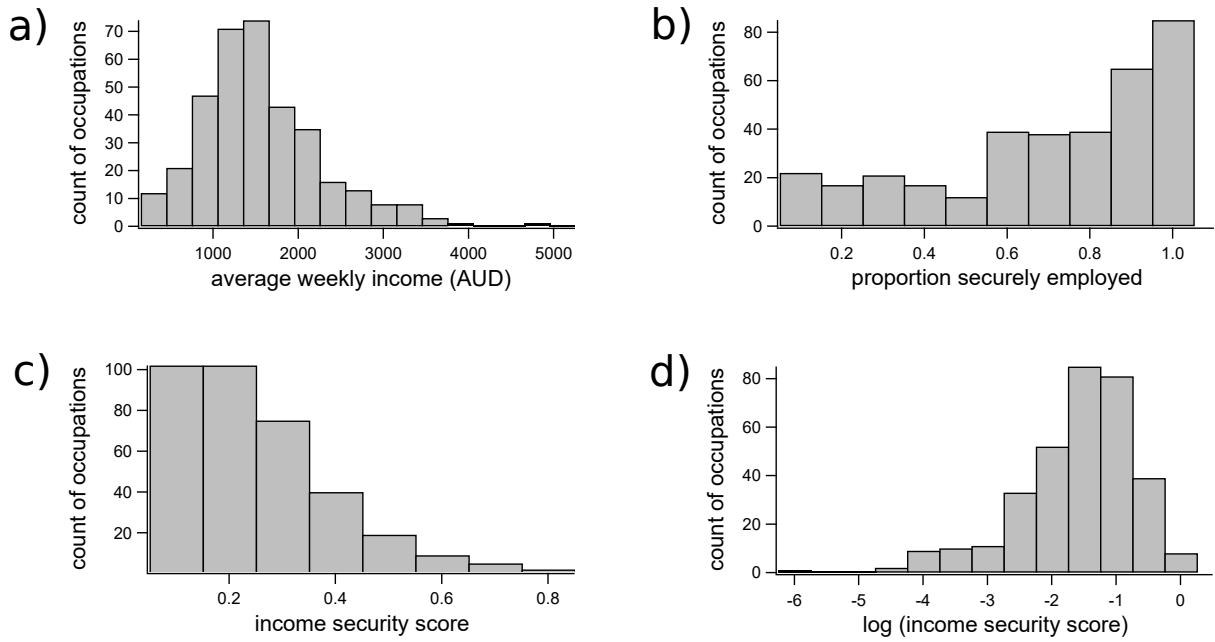 a)
count of occupations
70
60
50
40
30
20
10
0
1000 2000 3000 4000 5000
average weekly income (AUD)
b)
count of occupations
80
60
40
20
0
0.2 0.4 0.6 0.8 1.0
proportion securely employed
c)
count of occupations
100
80
60
40
20
0.2 0.4 0.6 0.8
income security score
d)
count of occupations
80
60
40
20
0
-6 -5 -4 -3 -2 -1 0
log (income security score)